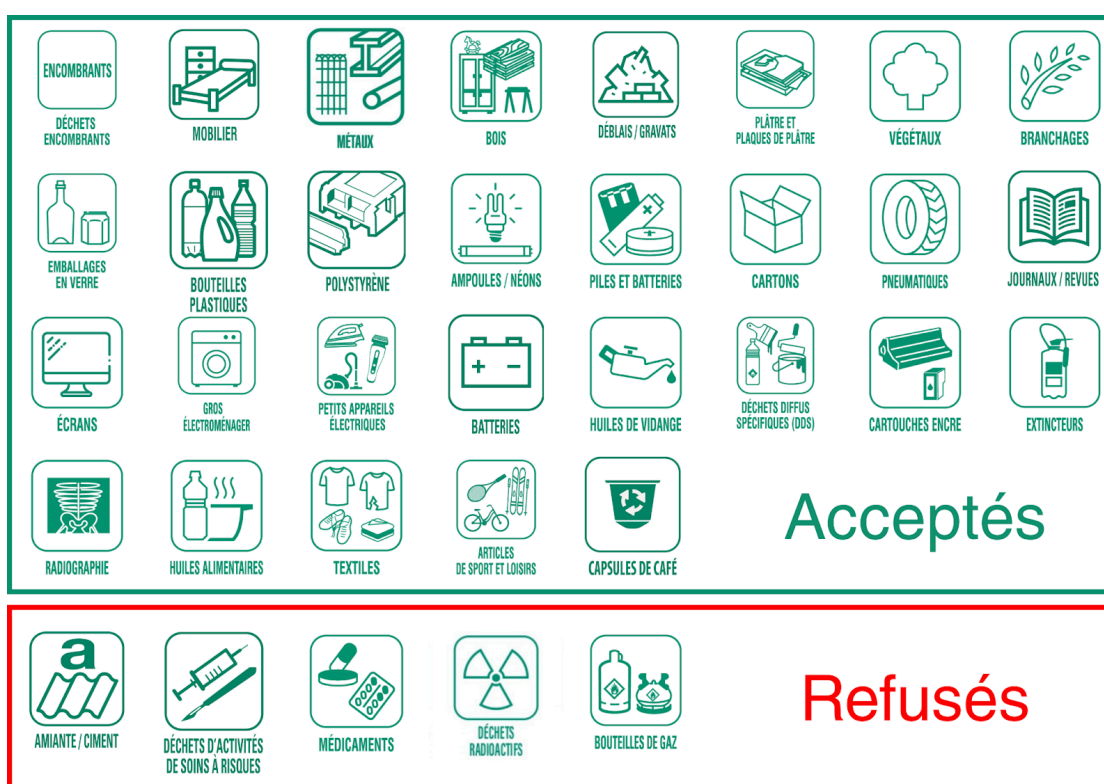 ENCOMBRANTS
DÉCHETS
ENCOMBRANTS
MOBILIER
MÉTAUX
BOIS
DÉBLAIS / GRAVATS
PLÂTRE ET
PLAQUES DE PLÂTRE
VÉGÉTAUX
BRANCHAGES
EMBALLAGES
EN VERRE
BOUTEILLES
PLASTIQUES
POLYSTYRÈNE
AMPOULES / NÉONS
PILES ET BATTERIES
CARTONS
PNEUMATIQUES
JOURNAUX / REVUES
ÉCRANS
GROS
ÉLECTROMÉNAGER
PETITS APPAREILS
ÉLECTRIQUES
BATTERIES
HUILES DE VIDANGE
DÉCHETS DIFFUS
SPÉCIFIQUES (DDS)
CARTOUCHES ENCRE
EXTINCTEURS
RADIOGRAPHIE
HUILES ALIMENTAIRES
TEXTILES
ARTICLES
DE SPORT ET LOISIRS
CAPSULES DE CAFÉ
Acceptés
a
AMIANTE / CIMENT
DÉCHETS D'ACTIVITÉS
DE SOINS À RISQUES
MÉDICAMENTS
DÉCHETS
RADIOACTIFS
BOUTEILLES DE GAZ
Refusés